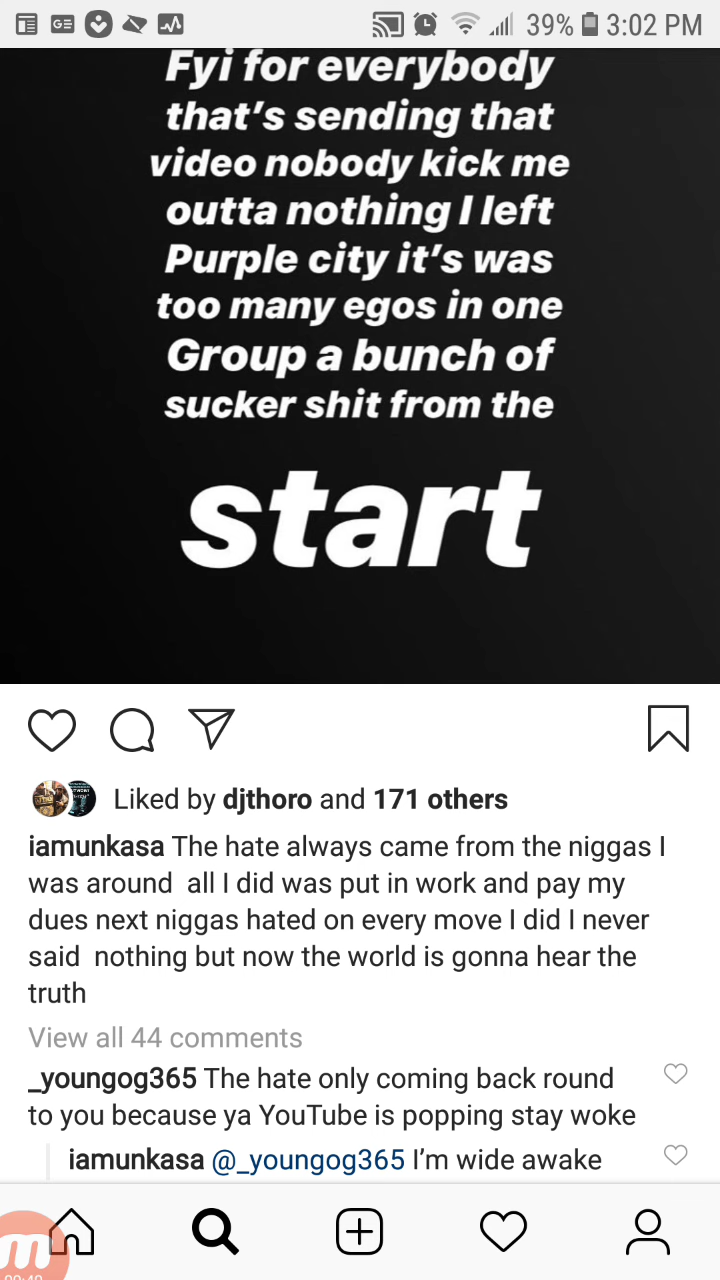 GE
39% 3:02 PM
Fyi for everybody
that's sending that
video nobody kick me
outta nothing I left
Purple city it's was
too many egos in one
Group a bunch of
sucker shit from the
start
Liked by djthoro and 171 others
iamunkasa The hate always came from the niggas I
was around  all I did was put in work and pay my
dues next niggas hated on every move I did I never
said  nothing but now the world is gonna hear the
truth
View all 44 comments
_youngog365 The hate only coming back round
to you because ya YouTube is popping stay woke
iamunkasa @_youngog365 I'm wide awake